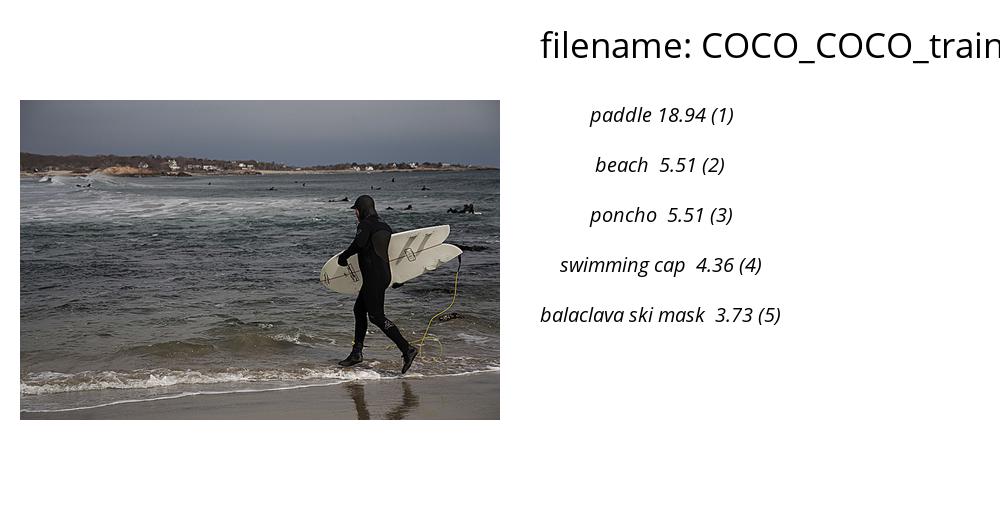 filename: COCO_COCO_train
paddle 18.94 (1)
beach 5.51 (2)
poncho 5.51 (3)
swimming cap 4.36 (4)
balaclava ski mask 3.73 (5)